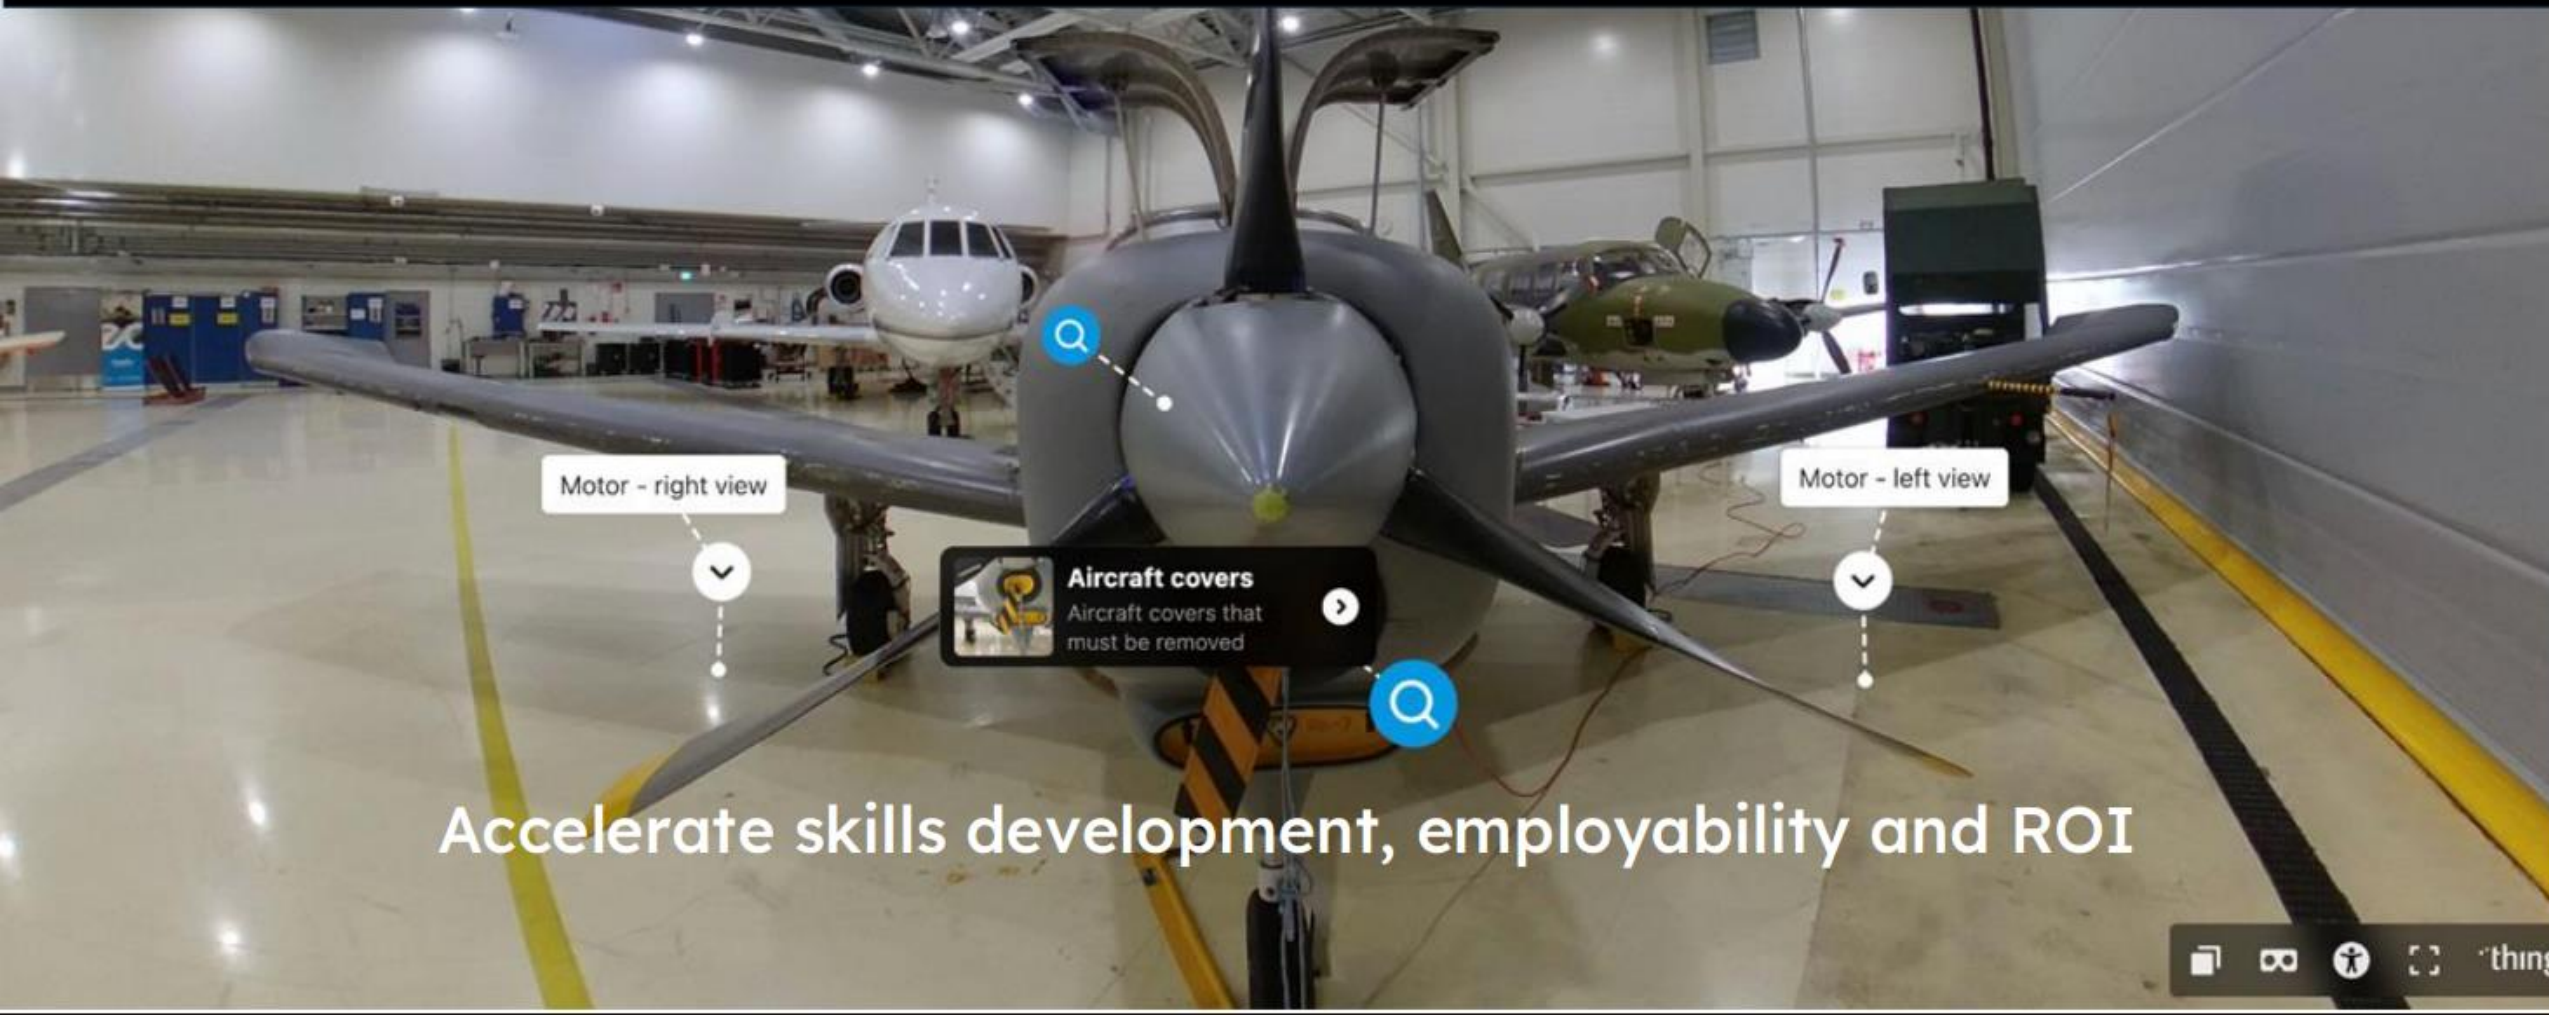 Motor - right view
Motor - left view
Aircraft covers
Aircraft covers that
must be removed
Accelerate skills development, employability and ROI